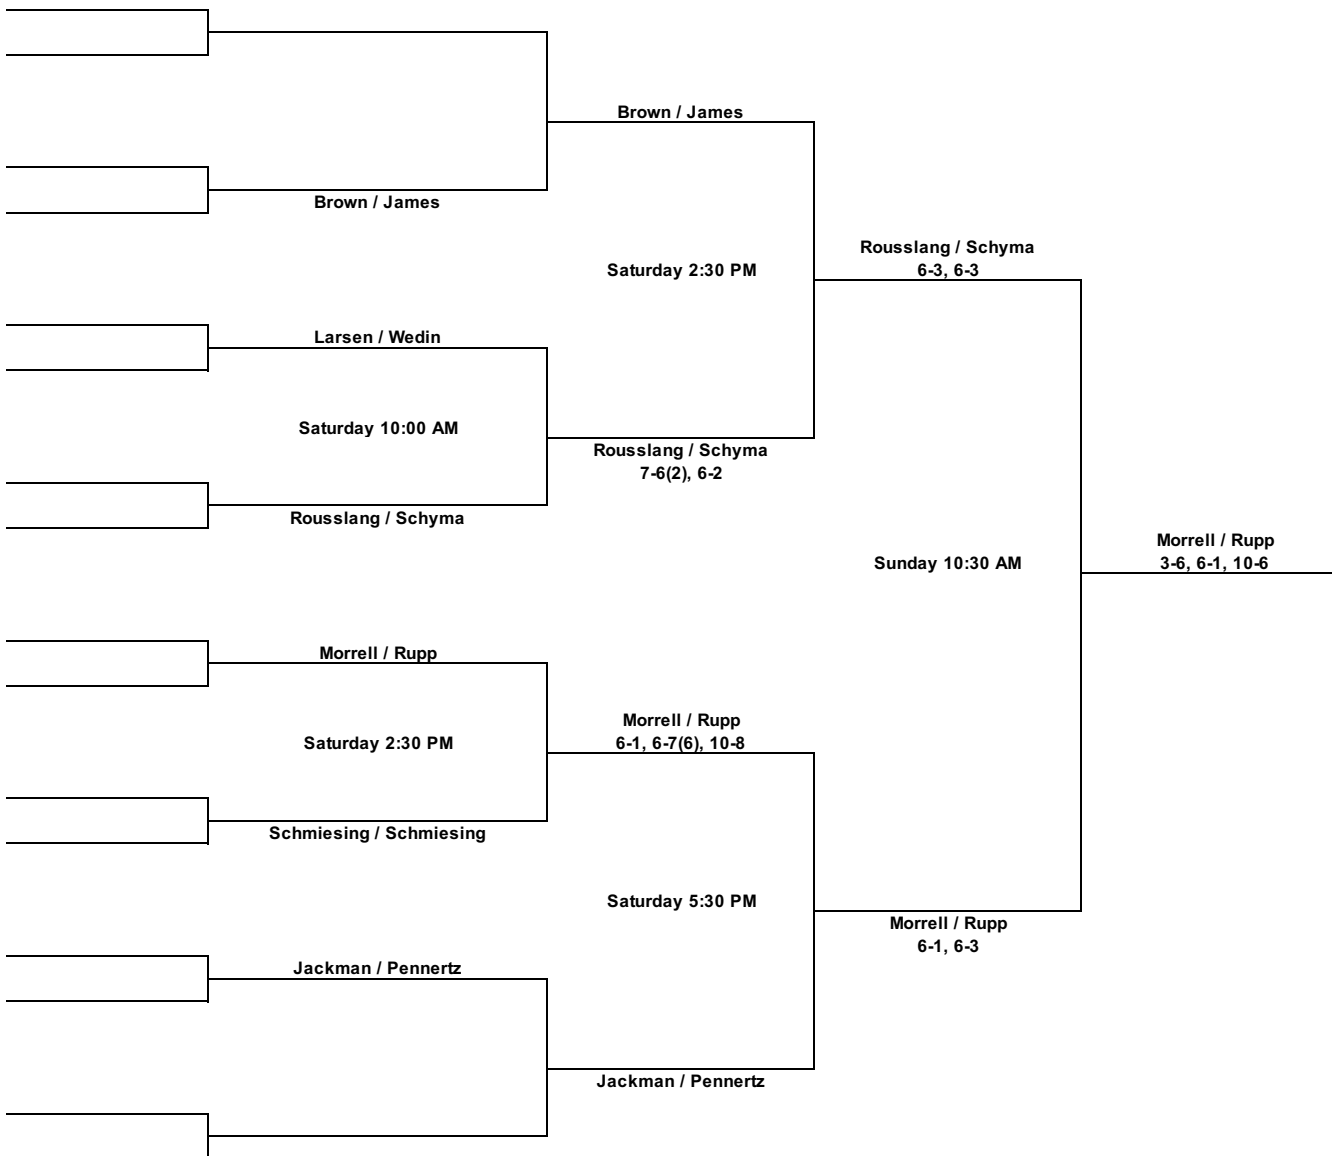 Brown / James
Brown / James
Rousslang / Schyma
6-3, 6-3
Saturday 2:30 PM
Larsen / Wedin
Saturday 10:00 AM
Rousslang / Schyma
7-6(2), 6-2
Rousslang / Schyma
Morrell / Rupp
3-6, 6-1, 10-6
Sunday 10:30 AM
Morrell / Rupp
Morrell / Rupp
6-1, 6-7(6), 10-8
Saturday 2:30 PM
Schmiesing / Schmiesing
Saturday 5:30 PM
Morrell / Rupp
6-1, 6-3
Jackman / Pennertz
Jackman / Pennertz